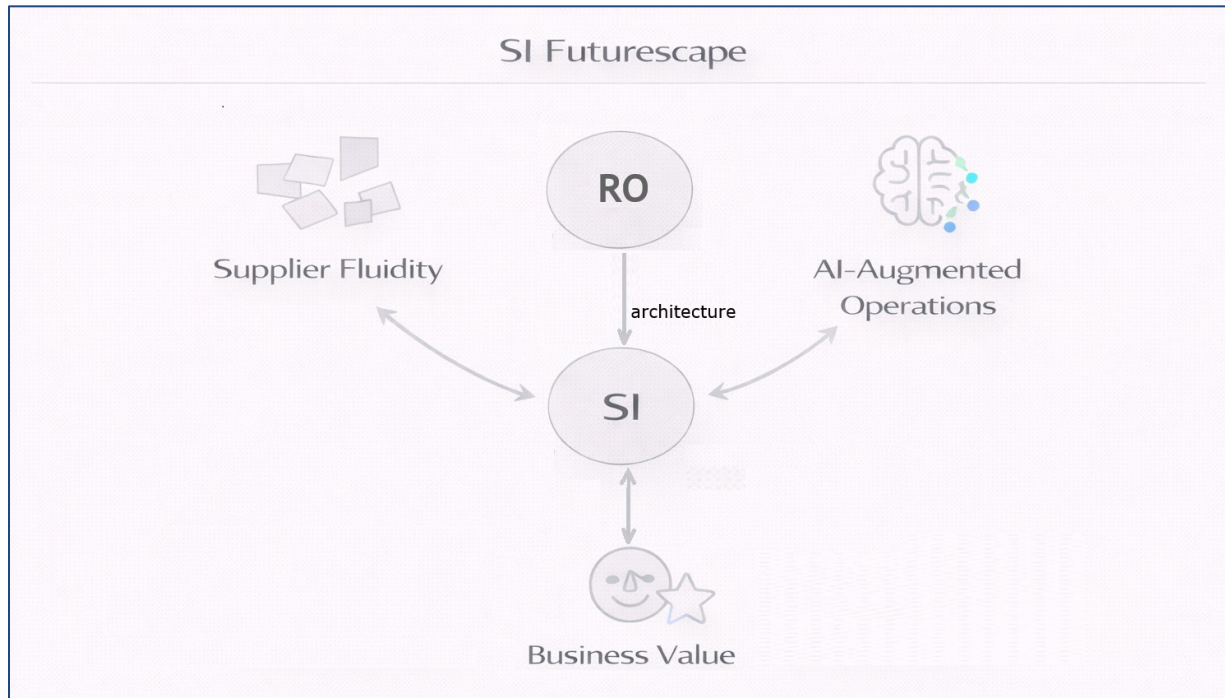 SI Futurescape
RO
Supplier Fluidity
AI-Augmented
Operations
architecture
SI
Business Value